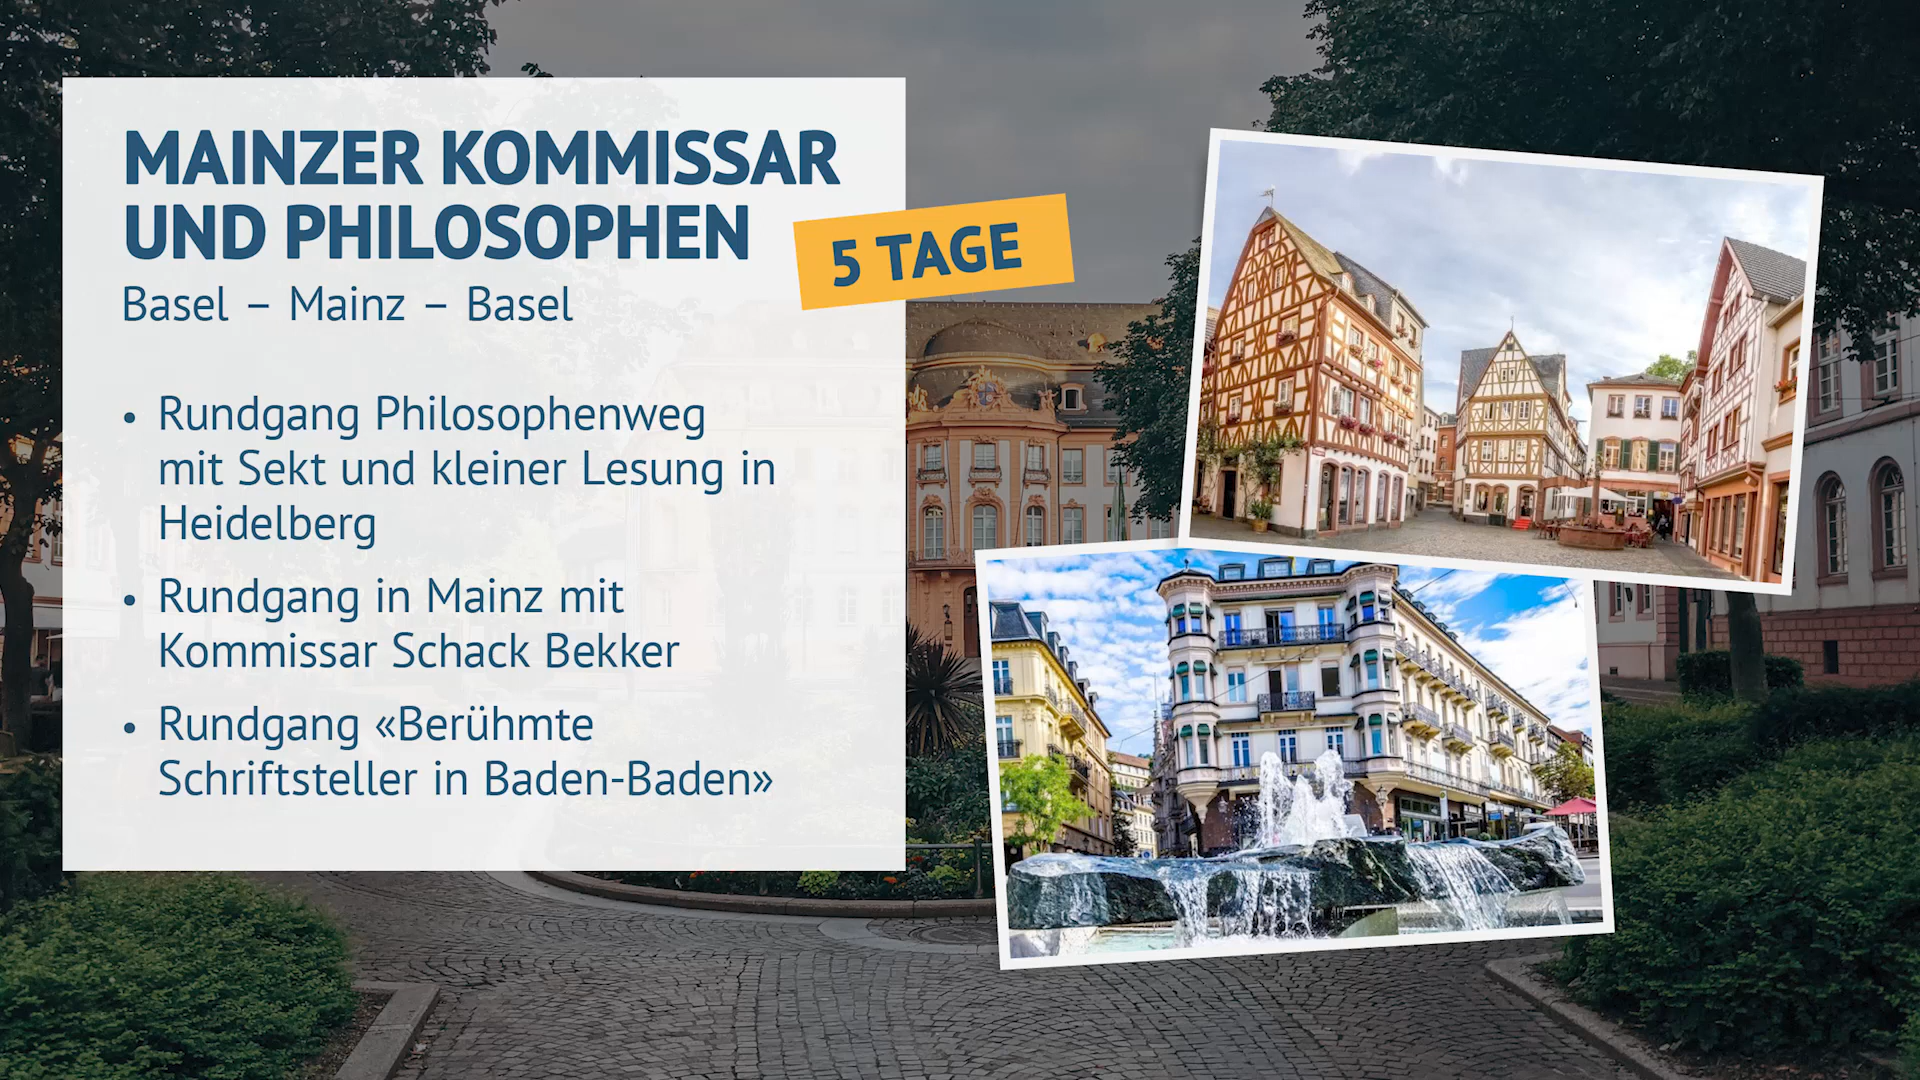 MAINZER KOMMISSAR
UND PHILOSOPHEN
5 TAGE
Basel – Mainz – Basel
• Rundgang Philosophenweg
mit Sekt und kleiner Lesung in
Heidelberg
• Rundgang in Mainz mit
Kommissar Schack Bekker
• Rundgang «Berühmte
Schriftsteller in Baden-Baden»